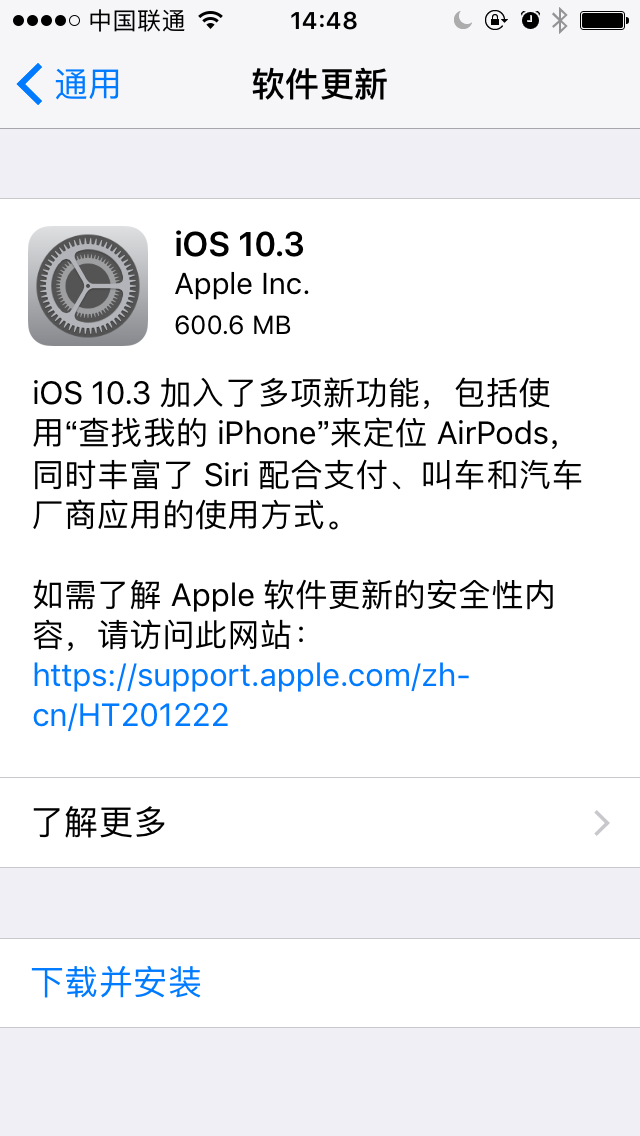 中国联通 14:48
通用 软件更新
iOS 10.3
Apple Inc.
600.6 MB
iOS 10.3 加入了多项新功能，包括使
用“查找我的 iPhone”来定位 AirPods，
同时丰富了 Siri 配合支付、叫车和汽车
厂商应用的使用方式。
如需了解 Apple 软件更新的安全性内
容，请访问此网站：
https://support.apple.com/zh-
cn/HT201222
了解更多
下载并安装